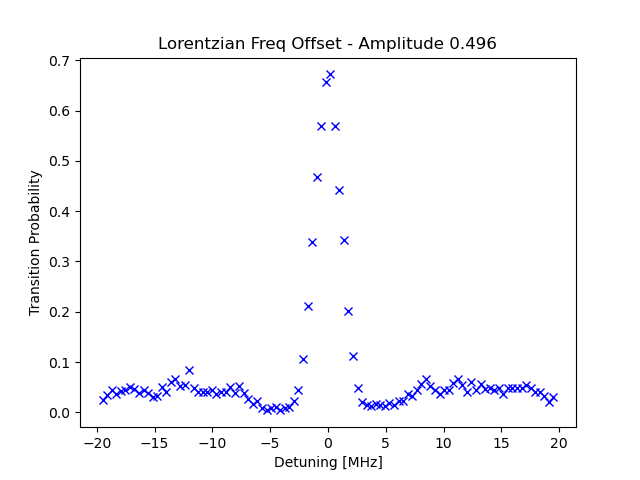 Lorentzian Freq Offset - Amplitude 0.496
Transition Probability
0.7
0.6
0.5
0.4
0.3
0.2
0.1
0.0
−20 −15 −10 −5 0 5 10 15 20
Detuning [MHz]